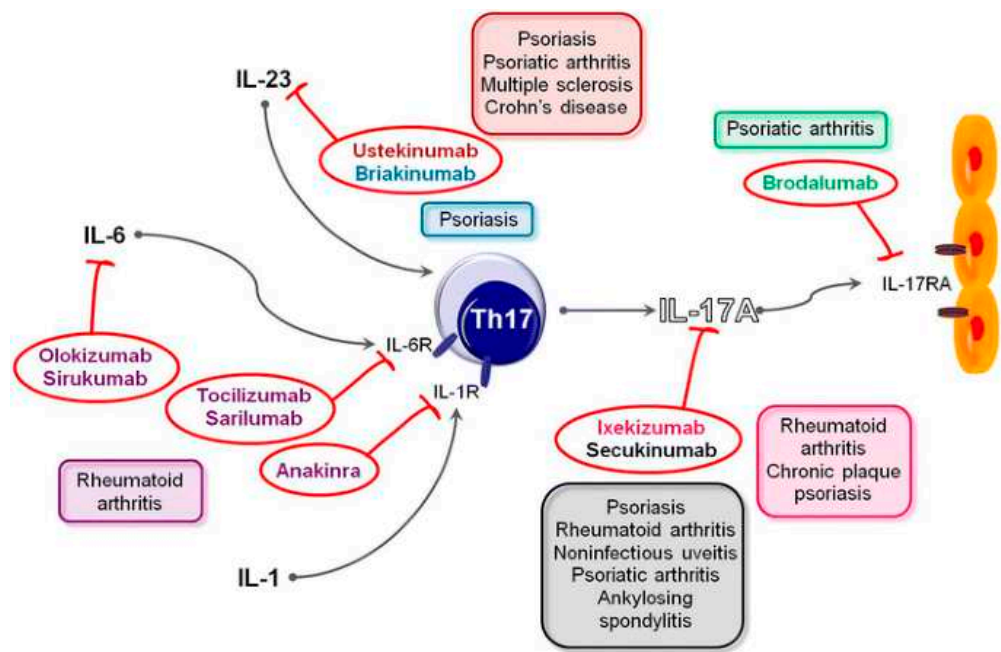 IL-23
Psoriasis
Psoriatic arthritis
Multiple sclerosis
Crohn's disease
Ustekinumab
Briakinumab
Psoriatic arthritis
Brodalumab
Psoriasis
IL-6
IL-17RA
Th17
IL-17A
IL-6R
Olokizumab
Sirukumab
Tocilizumab
Sarilumab
IL-1R
Anakinra
Ixekizumab
Secukinumab
Rheumatoid
arthritis
Chronic plaque
psoriasis
Rheumatoid
arthritis
Psoriasis
Rheumatoid arthritis
Noninfectious uveitis
Psoriatic arthritis
Ankylosing
spondylitis
IL-1